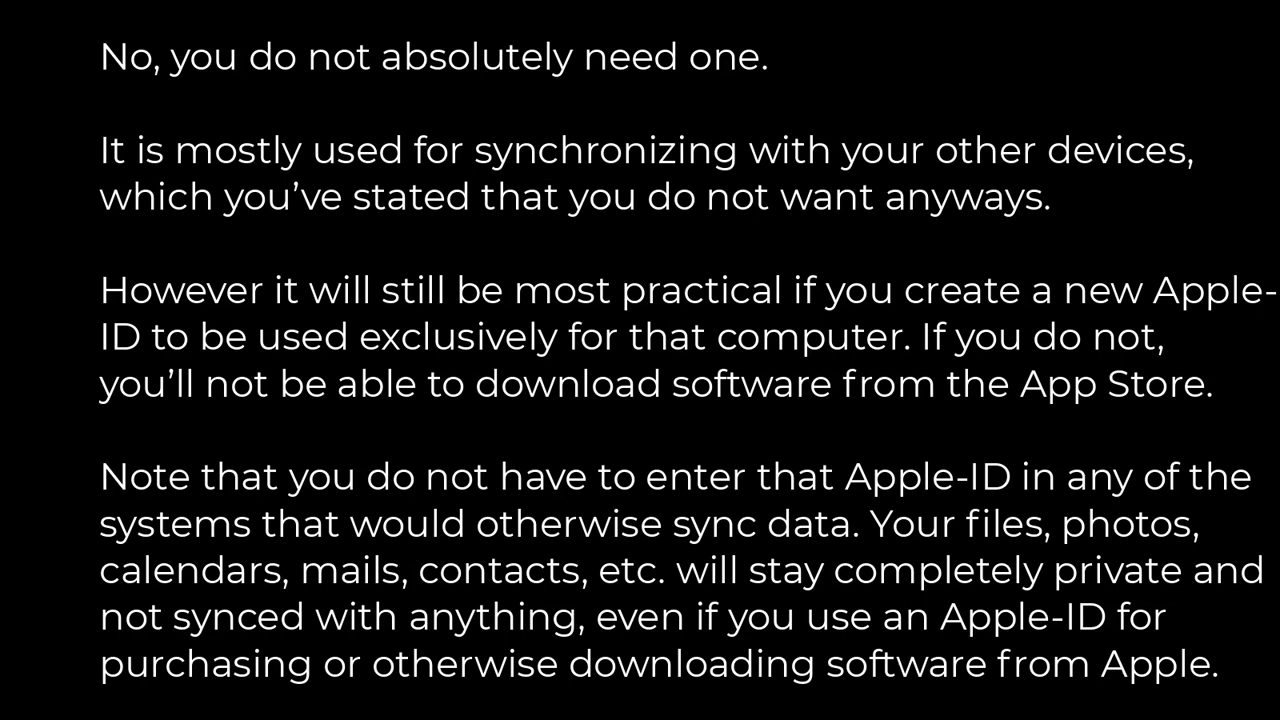 No, you do not absolutely need one.
It is mostly used for synchronizing with your other devices,
which you’ve stated that you do not want anyways.
However it will still be most practical if you create a new Apple-
ID to be used exclusively for that computer. If you do not,
you’ll not be able to download software from the App Store.
Note that you do not have to enter that Apple-ID in any of the
systems that would otherwise sync data. Your files, photos,
calendars, mails, contacts, etc. will stay completely private and
not synced with anything, even if you use an Apple-ID for
purchasing or otherwise downloading software from Apple.